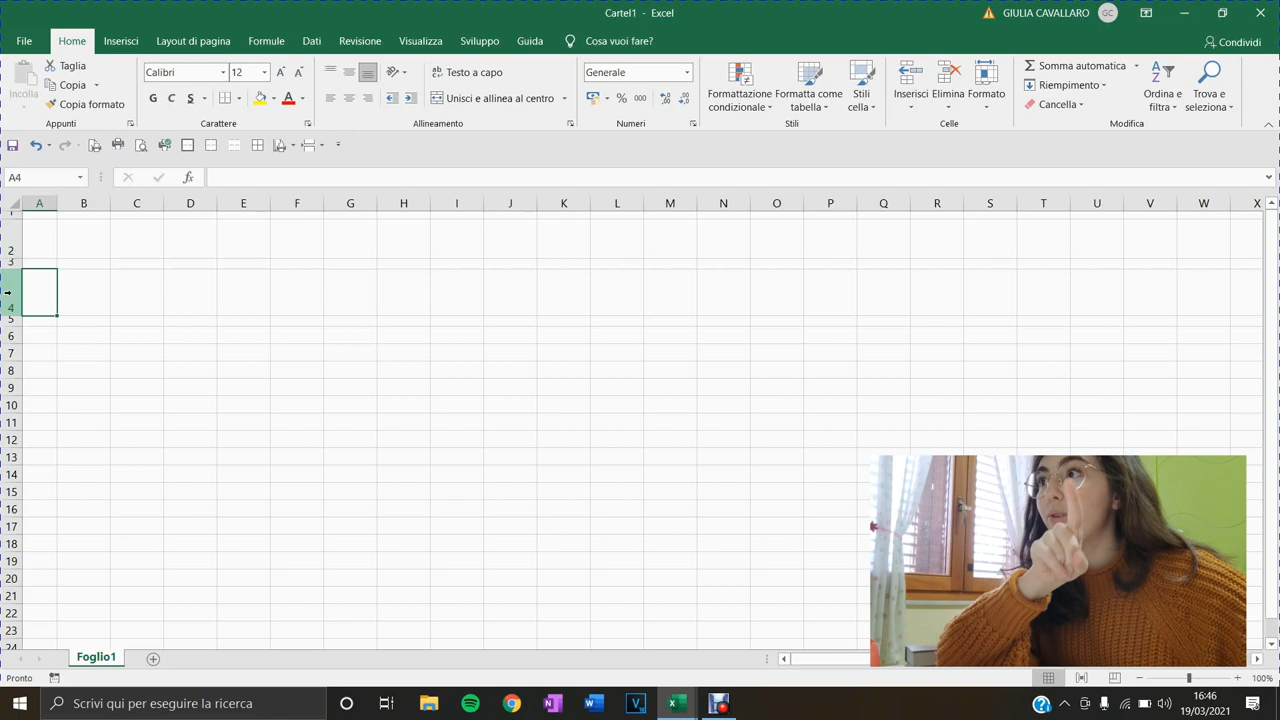 Cartel1 - Excel
GIULIA CAVALLARO GC
File Home Inserisci Layout di pagina Formule Dati Revisione Visualizza Sviluppo Guida Cosa vuoi fare? Condividi
Incolla
Taglia
Copia
Copia formato
Appunti
Calibri 12
G C S A
Carattere
Testo a capo
Unisci e allinea al centro
Allineamento
Generale
% 000
Numeri
Formattazione condizionale
Formatta come tabella
Stili cella
Stili
Inserisci
Elimina
Formato
Celle
Somma automatica
Riempimento
Cancella
Ordina e filtra
Trova e seleziona
Modifica
A4 fx
A B C D E F G H I J K L M N O P Q R S T U V W X
1
2
3
4
5
6
7
8
9
10
11
12
13
14
15
16
17
18
19
20
21
22
23
24
Foglio1
Pronto
100%
Scrivi qui per eseguire la ricerca
16:46
19/03/2021